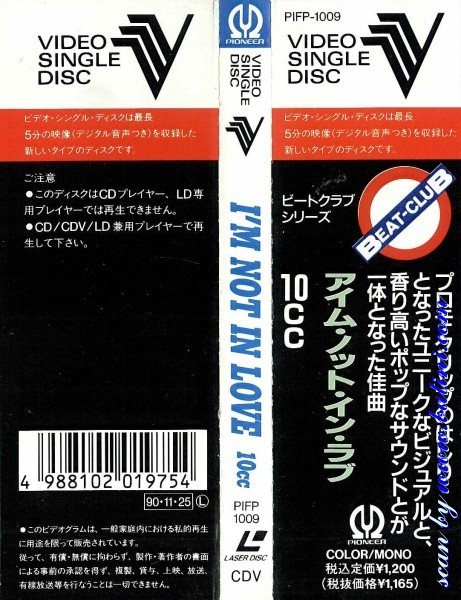 VIDEO
SINGLE
DISC
ビデオ・シングル・ディスクは最長
5分の映像(デジタル音声つき)を収録した
新しいタイプのディスクです。
ご注意
●このディスクはCDプレイヤー、LD専
用プレイヤーでは再生できません。
●CD/CDV/LD兼用プレイヤーで再
生して下さい。
4 988102 019754
90・11・25 Ⓛ
●このビデオグラムは、一般家庭内における私的再生
に用途を限って販売されています。
従って、有償・無償に拘わらず、製作・著作者の書面
による事前の承認を得ず、複製、貸与、上映、放送、
有線放送等を行なうことは一切できません。
PIONEER
VIDEO
SINGLE
DISC
I'M NOT IN LOVE 10cc
PIFP
1009
LASER DISC
CDV
PIFP-1009
VIDEO
SINGLE
DISC
ビデオ・シングル・ディスクは最長
5分の映像(デジタル音声つき)を収録した
新しいタイプのディスクです。
ビートクラブ
シリーズ
BEAT-CLUB
となったユニークなビジュアルと、
香り高いポップなサウンドとが
一体となった佳曲
アイム・ノット・イン・ラブ
10CC
PIONEER
COLOR/MONO
税込定価¥1,200
(税抜価格¥1,165)
scan by www.kalini.com